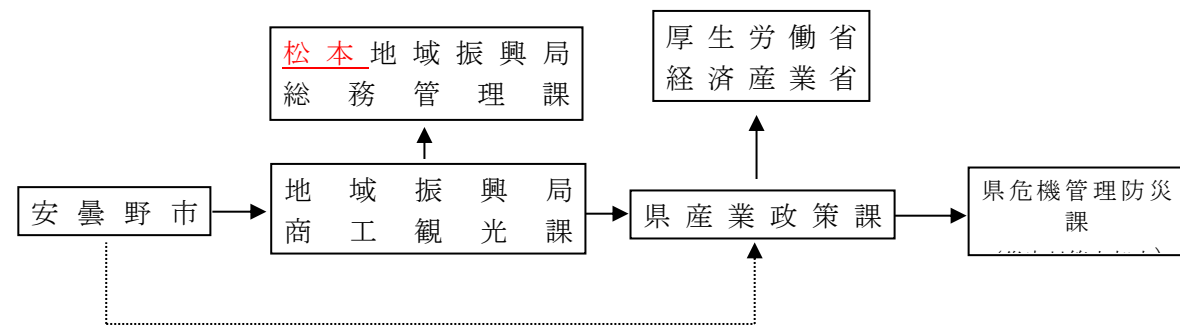 松本地域振興局
総務管理課
厚生労働省
経済産業省
安曇野市
地域振興局
商工観光課
県産業政策課
県危機管理防災
課